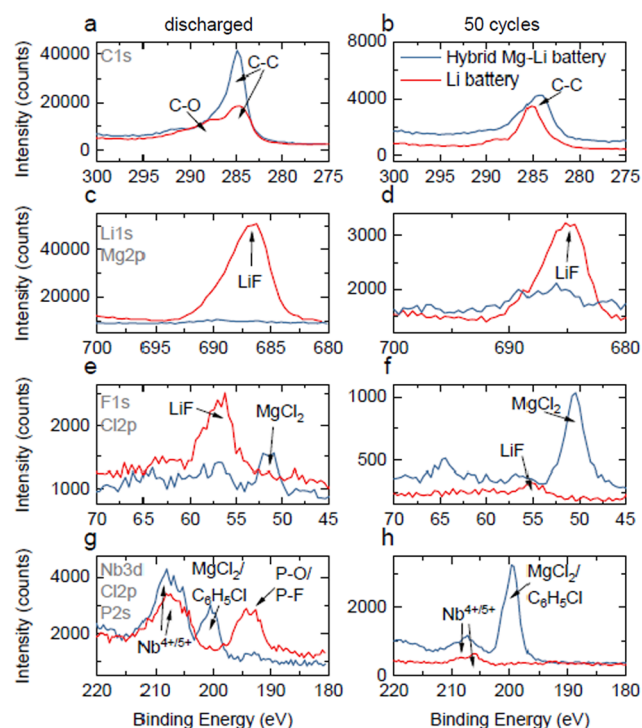 discharged
50 cycles
a
b
C1s
C-C
C-O
Hybrid Mg-Li battery
Li battery
C-C
Intensity (counts)
40000
20000
0
300 295 290 285 280 275
8000
4000
0
300 295 290 285 280 275
c
d
Li1s
Mg2p
LiF
LiF
Intensity (counts)
50000
30000
10000
700 695 690 685 680
3000
2000
700 690 680
e
f
F1s
Cl2p
LiF
MgCl2
MgCl2
LiF
Intensity (counts)
2000
1000
70 65 60 55 50 45
1000
500
70 65 60 55 50 45
g
h
Nb3d
Cl2p
P2s
MgCl2/
C6H5Cl
P-O/
P-F
Nb4+/5+
MgCl2/
C6H5Cl
Nb4+/5+
Intensity (counts)
4000
2000
220 210 200 190 180
2000
0
220 210 200 190 180
Binding Energy (eV)
Binding Energy (eV)